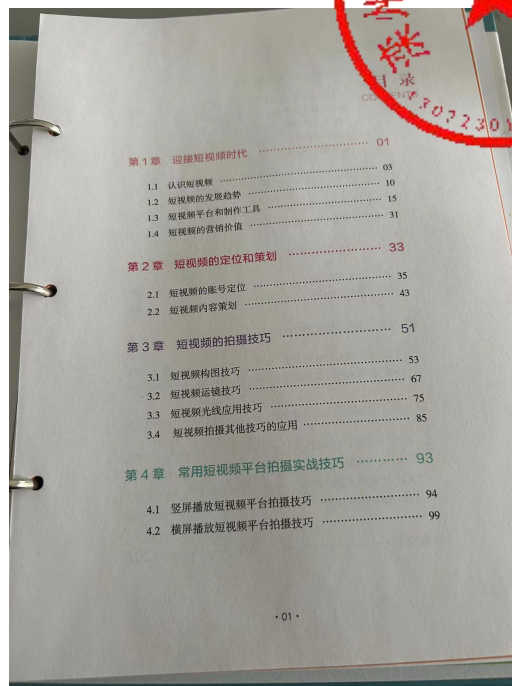 目 录
第 1 章 迎接短视频时代 ………………………… 01
1.1 认识短视频 ………………………… 03
1.2 短视频的发展趋势 ………………………… 10
1.3 短视频平台和制作工具 ………………………… 15
1.4 短视频的营销价值 ………………………… 31
第 2 章 短视频的定位和策划 ……………………… 33
2.1 短视频的账号定位 ………………………… 35
2.2 短视频内容策划 ………………………… 43
第 3 章 短视频的拍摄技巧 ………………………… 51
3.1 短视频构图技巧 ………………………… 53
3.2 短视频运镜技巧 ………………………… 67
3.3 短视频光线应用技巧 ………………………… 75
3.4 短视频拍摄其他技巧的应用 ………………………… 85
第 4 章 常用短视频平台拍摄实战技巧 ………… 93
4.1 竖屏播放短视频平台拍摄技巧 ………………… 94
4.2 横屏播放短视频平台拍摄技巧 ………………… 99
· 01 ·